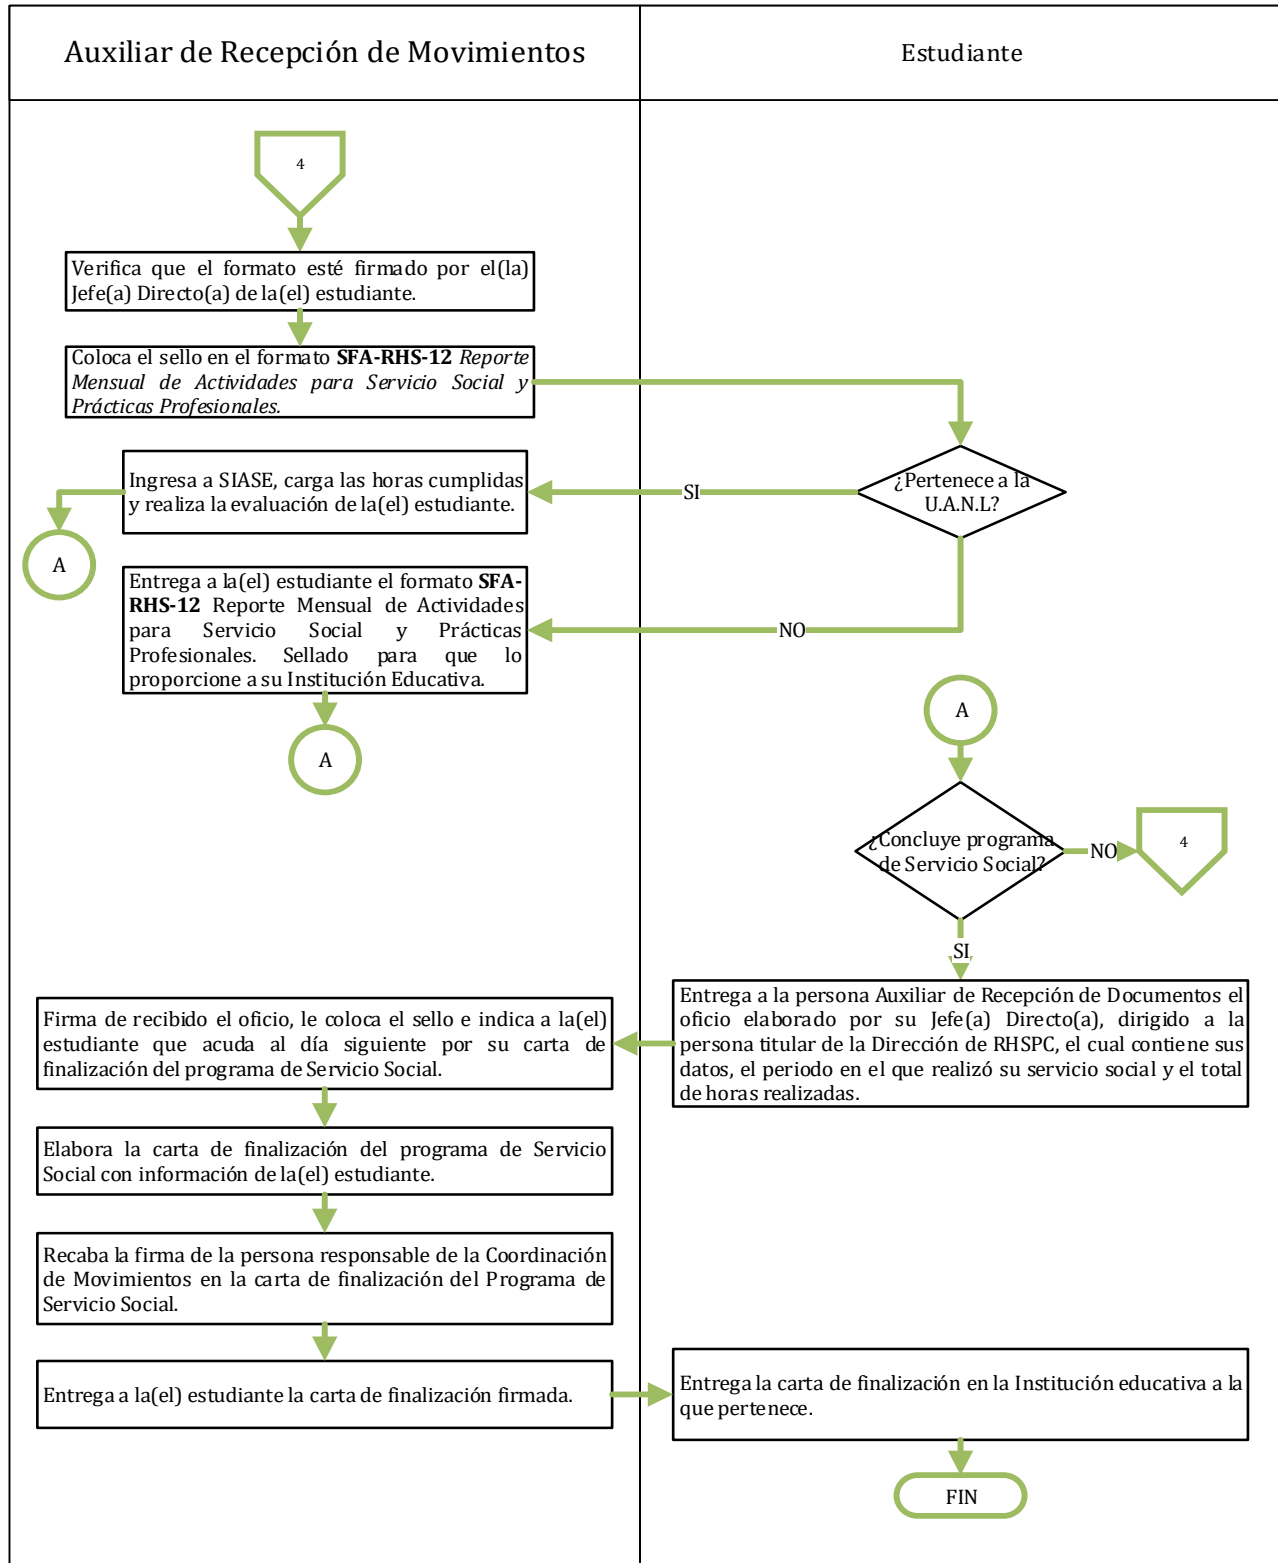 Auxiliar de Recepción de Movimientos
Estudiante
4
Verifica que el formato esté firmado por el(la)
Jefe(a) Directo(a) de la(el) estudiante.
Coloca el sello en el formato SFA-RHS-12 Reporte
Mensual de Actividades para Servicio Social y
Prácticas Profesionales.
¿Pertenece a la
U.A.N.L?
SI
Ingresa a SIASE, carga las horas cumplidas
y realiza la evaluación de la(el) estudiante.
A
NO
Entrega a la(el) estudiante el formato SFA-
RHS-12 Reporte Mensual de Actividades
para Servicio Social y Prácticas
Profesionales. Sellado para que lo
proporcione a su Institución Educativa.
A
A
¿Concluye programa
de Servicio Social?
NO
4
SI
Entrega a la persona Auxiliar de Recepción de Documentos el
oficio elaborado por su Jefe(a) Directo(a), dirigido a la
persona titular de la Dirección de RHSPC, el cual contiene sus
datos, el periodo en el que realizó su servicio social y el total
de horas realizadas.
Firma de recibido el oficio, le coloca el sello e indica a la(el)
estudiante que acuda al día siguiente por su carta de
finalización del programa de Servicio Social.
Elabora la carta de finalización del programa de Servicio
Social con información de la(el) estudiante.
Recaba la firma de la persona responsable de la Coordinación
de Movimientos en la carta de finalización del Programa de
Servicio Social.
Entrega a la(el) estudiante la carta de finalización firmada.
Entrega la carta de finalización en la Institución educativa a la
que pertenece.
FIN